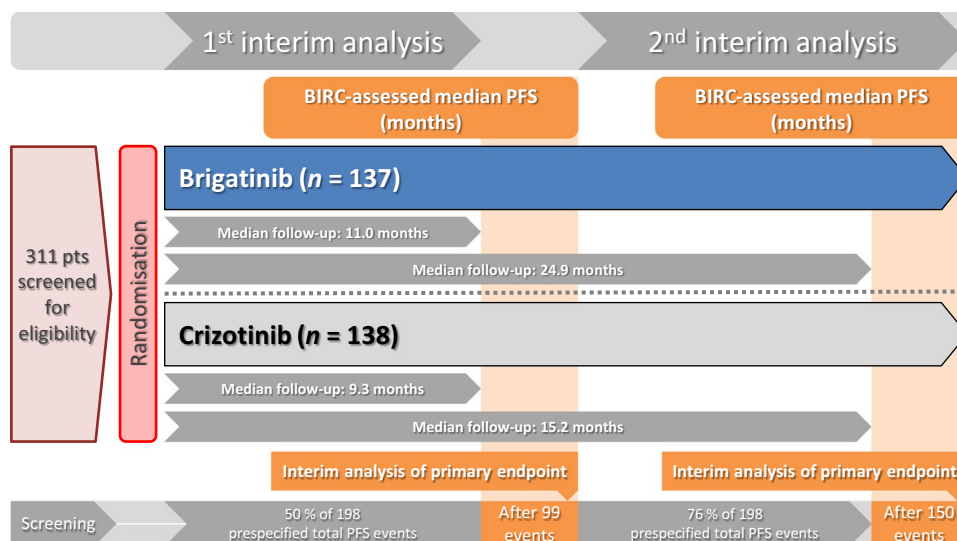 1st interim analysis
2nd interim analysis
BIRC-assessed median PFS
(months)
BIRC-assessed median PFS
(months)
311 pts
screened
for
eligibility
Randomisation
Brigatinib (n = 137)
Median follow-up: 11.0 months
Median follow-up: 24.9 months
Crizotinib (n = 138)
Median follow-up: 9.3 months
Median follow-up: 15.2 months
Interim analysis of primary endpoint
Interim analysis of primary endpoint
Screening
50 % of 198
prespecified total PFS events
After 99
events
76 % of 198
prespecified total PFS events
After 150
events